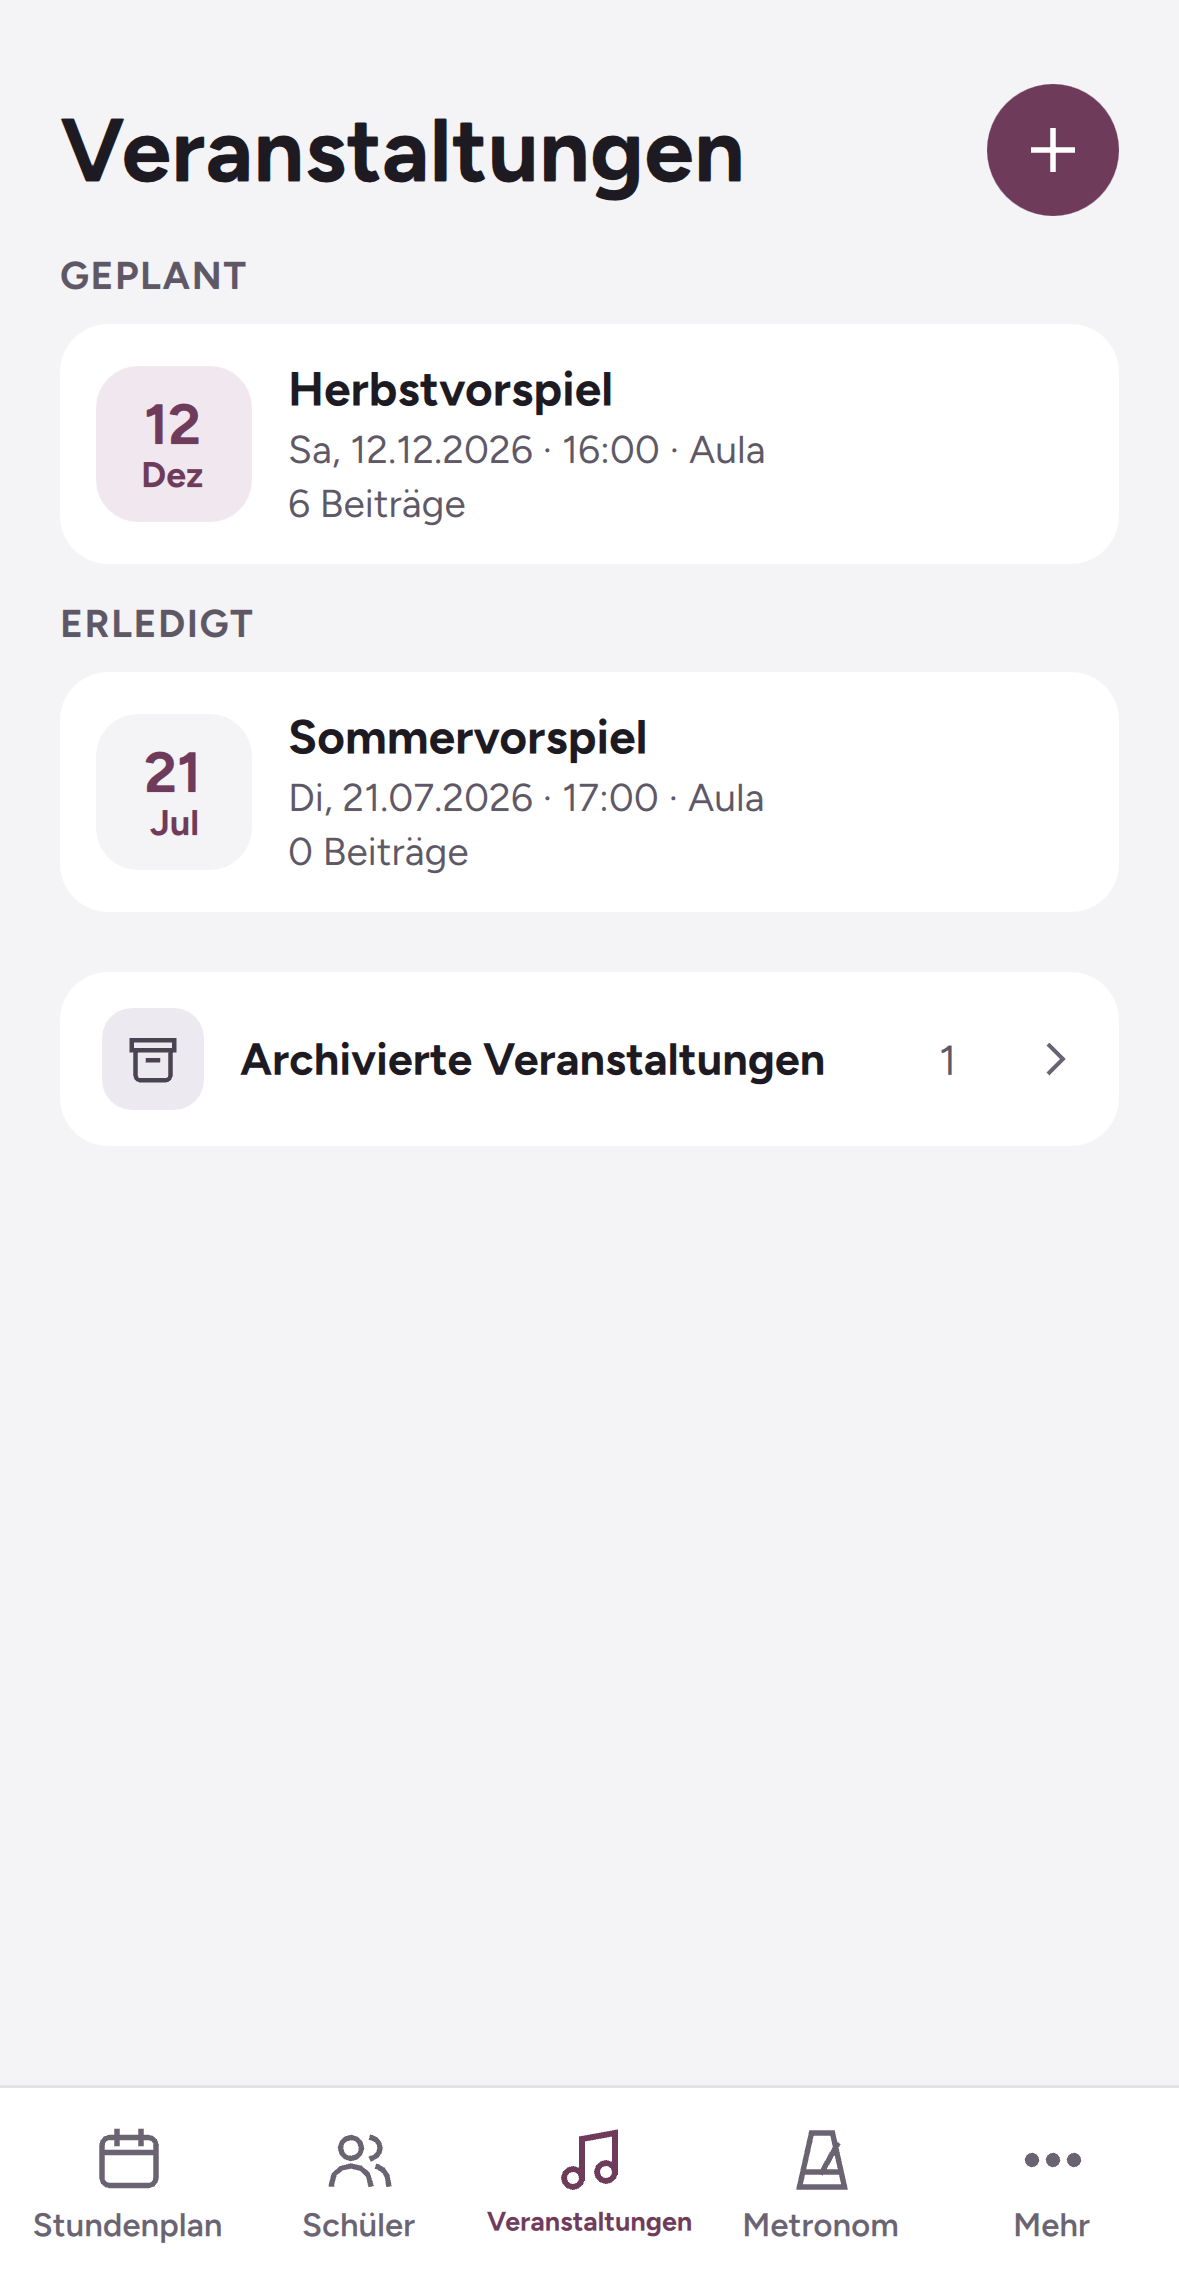 Veranstaltungen
GEPLANT
12
Dez
Herbstvorspiel
Sa, 12.12.2026 · 16:00 · Aula
6 Beiträge
ERLEDIGT
21
Jul
Sommervorspiel
Di, 21.07.2026 · 17:00 · Aula
0 Beiträge
Archivierte Veranstaltungen 1
Stundenplan Schüler Veranstaltungen Metronom Mehr